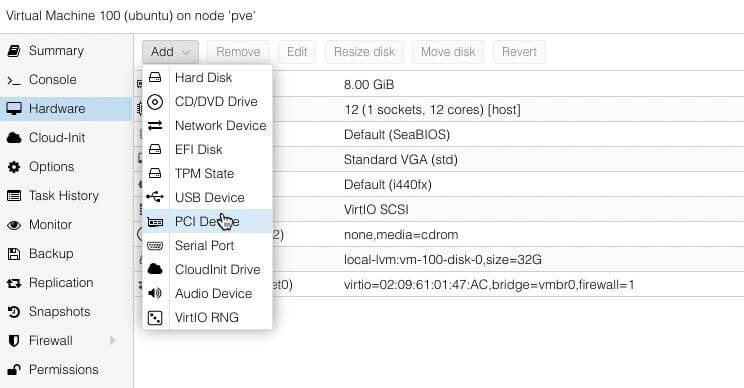 Virtual Machine 100 (ubuntu) on node 'pve'
Summary
Console
Hardware
Cloud-Init
Options
Task History
Monitor
Backup
Replication
Snapshots
Firewall
Permissions
Add Remove Edit Resize disk Move disk Revert
Hard Disk
CD/DVD Drive
Network Device
EFI Disk
TPM State
USB Device
PCI Device
Serial Port
CloudInit Drive
Audio Device
VirtIO RNG
8.00 GiB
12 (1 sockets, 12 cores) [host]
Default (SeaBIOS)
Standard VGA (std)
Default (i440fx)
VirtIO SCSI
2) none,media=cdrom
local-lvm:vm-100-disk-0,size=32G
et0) virtio=02:09:61:01:47:AC,bridge=vmbr0,firewall=1